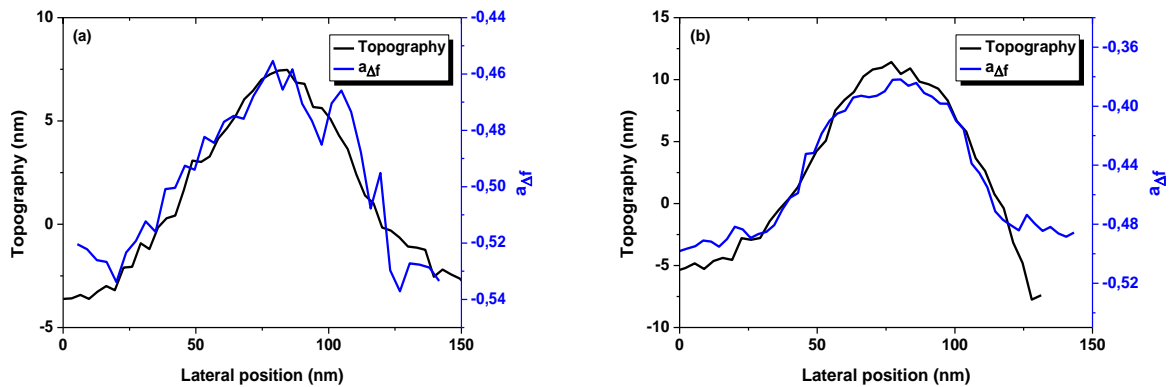 (a)
Topography
aΔf
Topography (nm)
10
5
0
-5
0
50
100
150
Lateral position (nm)
-0,44
-0,46
-0,48
-0,50
-0,52
-0,54
aΔf
(b)
Topography
aΔf
Topography (nm)
15
10
5
0
-5
-10
0
50
100
150
Lateral position (nm)
-0,36
-0,40
-0,44
-0,48
-0,52
aΔf